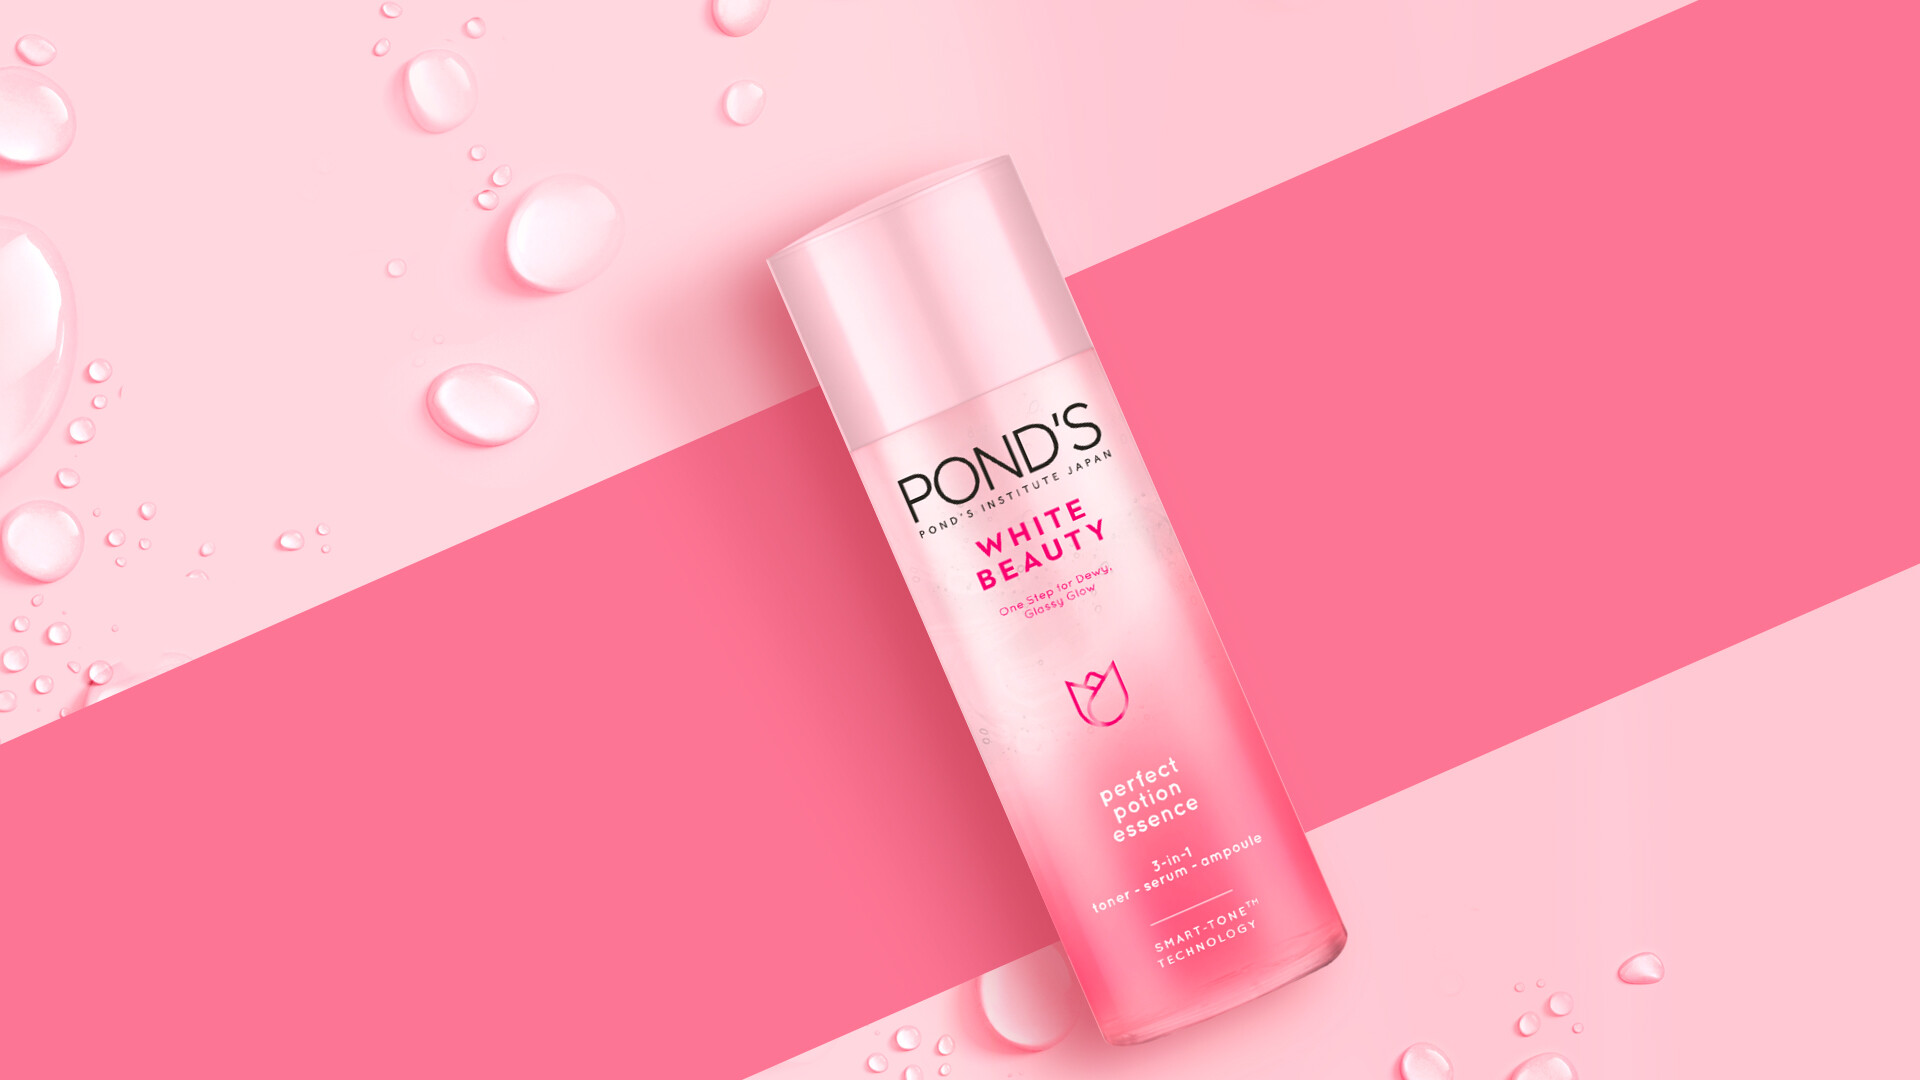 POND'S
POND'S INSTITUTE JAPAN
WHITE
BEAUTY
One Step for Dewy,
Glassy Glow
perfect
potion
essence
3-in-1
toner - serum - ampoule
SMART-TONE™
TECHNOLOGY